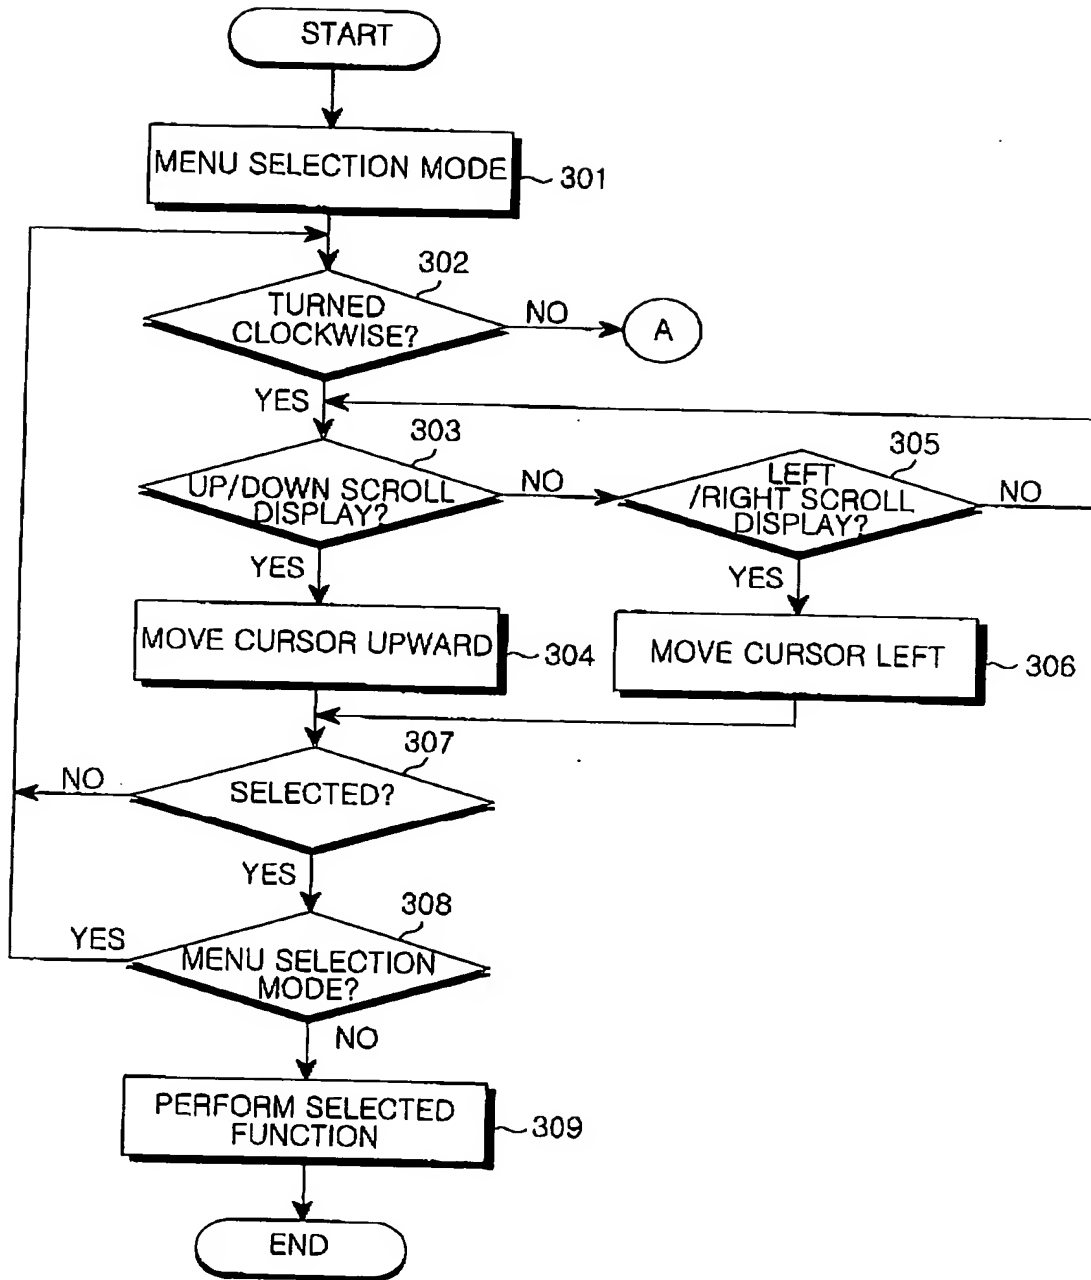 START
MENU SELECTION MODE
301
302
TURNED
CLOCKWISE?
NO
A
YES
303
305
UP/DOWN SCROLL
DISPLAY?
NO
LEFT
/RIGHT SCROLL
DISPLAY?
NO
YES
YES
MOVE CURSOR UPWARD
304
MOVE CURSOR LEFT
306
307
NO
SELECTED?
YES
308
YES
MENU SELECTION
MODE?
NO
PERFORM SELECTED
FUNCTION
309
END